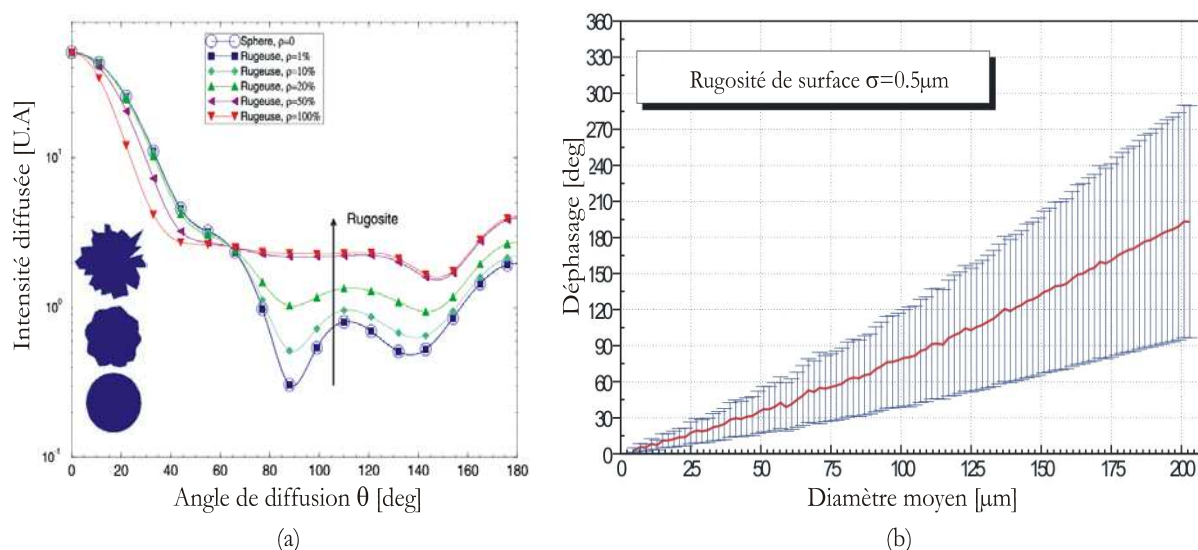 Intensité diffusée [U.A]
10¹
10⁰
10⁻¹
Sphere, ρ=0
Rugeuse, ρ=1%
Rugeuse, ρ=10%
Rugeuse, ρ=20%
Rugeuse, ρ=50%
Rugeuse, ρ=100%
Rugosite
0 20 40 60 80 100 120 140 160 180
Angle de diffusion θ [deg]
(a)
Déphasage [deg]
360
330
300
270
240
210
180
150
120
90
60
30
0
Rugosité de surface σ=0.5μm
0 25 50 75 100 125 150 175 200
Diamètre moyen [μm]
(b)